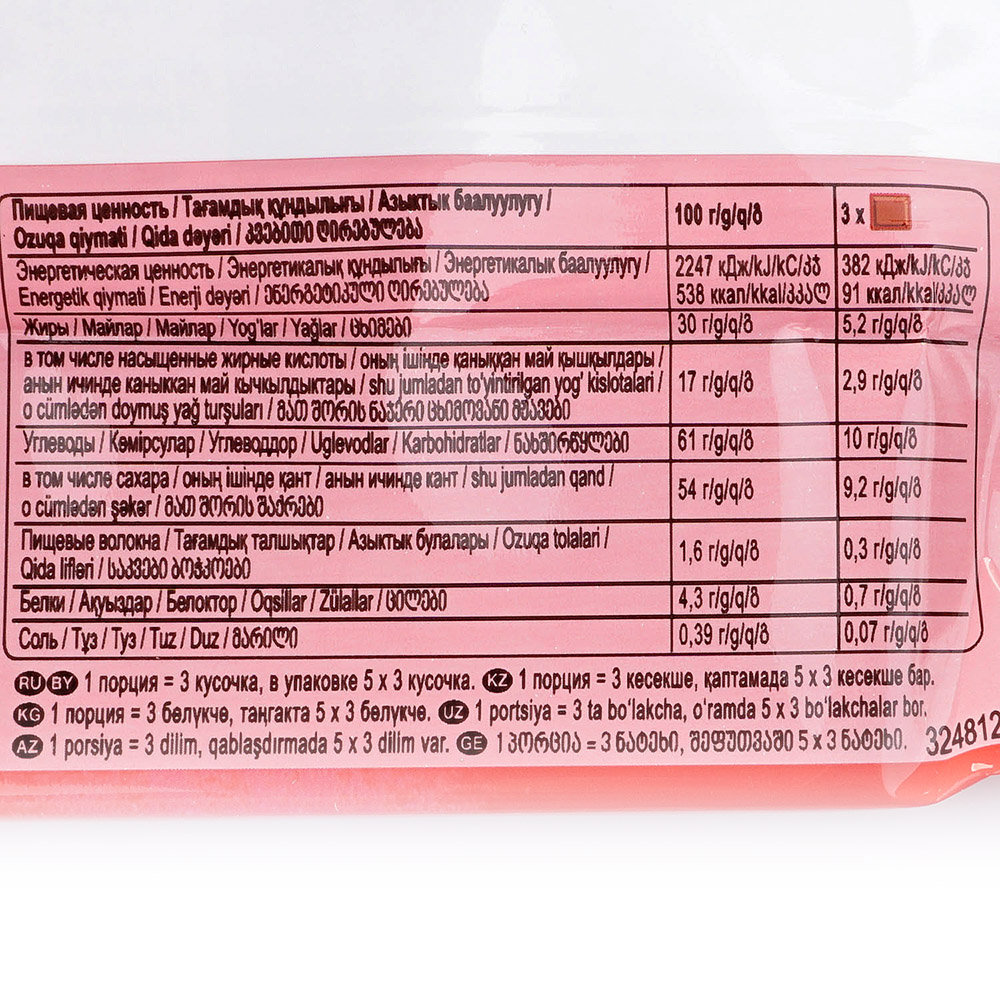 Пищевая ценность / Тағамдық құндылығы / Азыктык баалуулугу /
Ozuqa qiymati / Qida dəyəri / კვებითი ღირებულება
100 г/g/q/გ
3 x
Энергетическая ценность / Энергетикалық құндылығы / Энергетикалык баалуулугу /
Energetik qiymati / Enerji dəyəri / ენერგეტიკული ღირებულება
2247 кДж/kJ/kC/კჯ 382 кДж/kJ/kC/კჯ
538 ккал/kkal/კკალ 91 ккал/kkal/კკალ
Жиры / Майлар / Майлар / Yog'lar / Yağlar / ცხიმები 30 г/g/q/გ 5,2 г/g/q/გ
в том числе насыщенные жирные кислоты / оның ішінде қаныққан май қышқылдары /
анын ичинде каныккан май кычкылдыктары / shu jumladan to'yintirilgan yog' kislotalari /
o cümlədən doymuş yağ turşuları / მათ შორის ნაჯერი ცხიმოვანი მჟავები
17 г/g/q/გ 2,9 г/g/q/გ
Углеводы / Көмірсулар / Углеводдор / Uglevodlar / Karbohidratlar / ნახშირწყლები 61 г/g/q/გ 10 г/g/q/გ
в том числе сахара / оның ішінде қант / анын ичинде кант / shu jumladan qand /
o cümlədən şəkər / მათ შორის შაქრები
54 г/g/q/გ 9,2 г/g/q/გ
Пищевые волокна / Тағамдық талшықтар / Азыктык булалары / Ozuqa tolalari /
Qida lifləri / საკვები ბოჭკოები
1,6 г/g/q/გ 0,3 г/g/q/გ
Белки / Ақуыздар / Белоктор / Oqsillar / Zülallar / ცილები 4,3 г/g/q/გ 0,7 г/g/q/გ
Соль / Тұз / Туз / Tuz / Duz / მარილი 0,39 г/g/q/გ 0,07 г/g/q/გ
RU BY 1 порция = 3 кусочка, в упаковке 5 x 3 кусочка. KZ 1 порция = 3 кесекше, қаптамада 5 x 3 кесекше бар.
KG 1 порция = 3 бөлүкчө, таңгакта 5 x 3 бөлүкчө. UZ 1 portsiya = 3 ta bo'lakcha, o'ramda 5 x 3 bo'lakchalar bor.
AZ 1 porsiya = 3 dilim, qablaşdırmada 5 x 3 dilim var. GE 1 პორცია = 3 ნატეხი, შეფუთვაში 5 x 3 ნატეხი. 324812